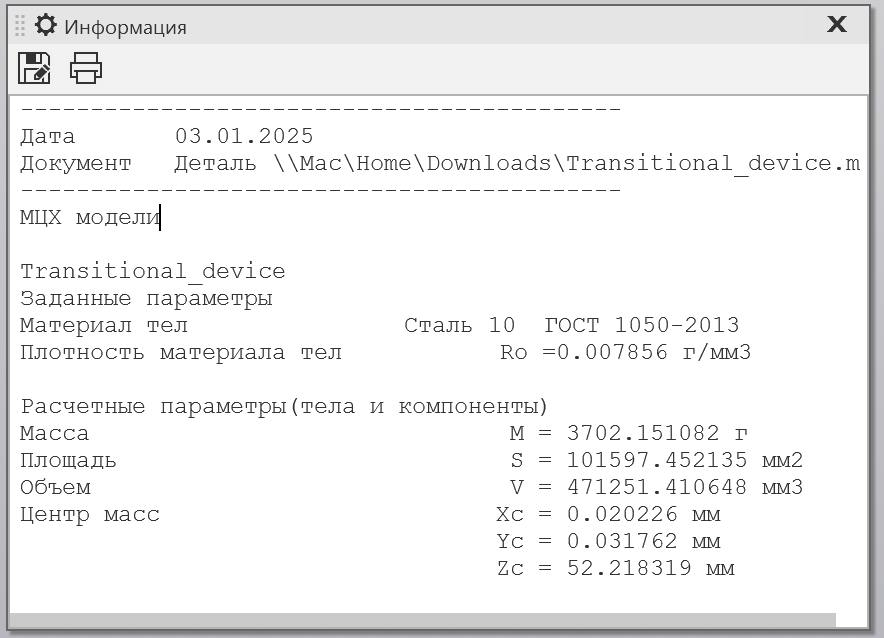 Информация
--------------------------------------------
Дата       03.01.2025
Документ   Деталь \\Mac\Home\Downloads\Transitional_device.m
--------------------------------------------
МЦХ модели
Transitional_device
Заданные параметры
Материал тел                Сталь 10  ГОСТ 1050-2013
Плотность материала тел            Ro =0.007856 г/мм3
Расчетные параметры(тела и компоненты)
Масса                               M = 3702.151082 г
Площадь                             S = 101597.452135 мм2
Объем                               V = 471251.410648 мм3
Центр масс                         Xc = 0.020226 мм
Yc = 0.031762 мм
Zc = 52.218319 мм